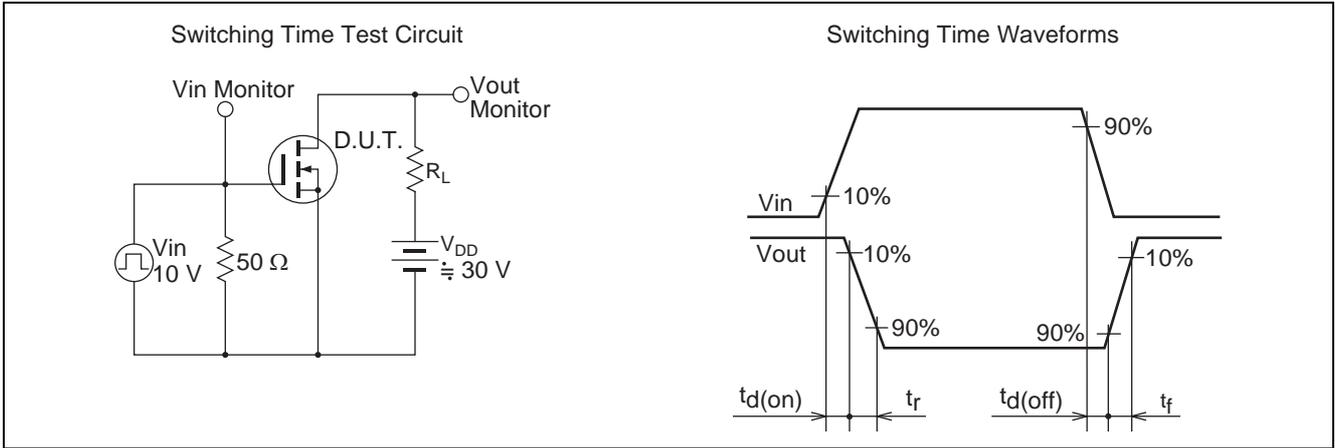 Switching Time Test Circuit
Vin Monitor
Vout
Monitor
D.U.T.
RL
Vin
10 V
50 Ω
VDD
≒ 30 V
Switching Time Waveforms
90%
Vin
10%
Vout
10%
10%
90%
90%
td(on)
tr
td(off)
tf